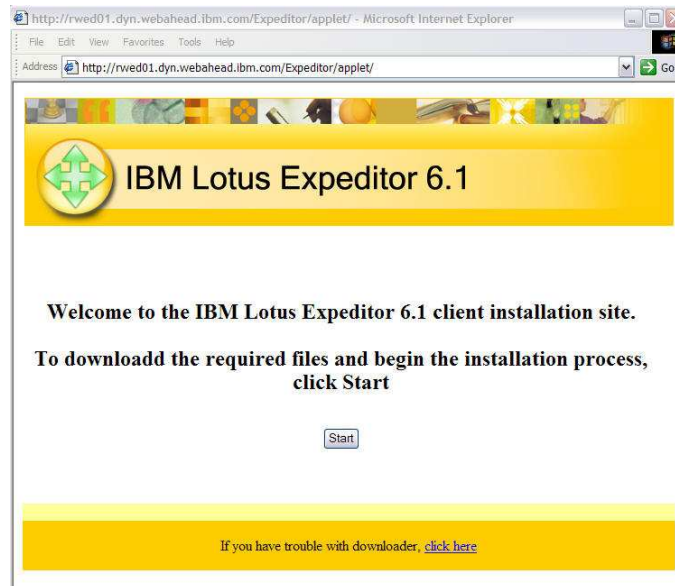 http://rwed01.dyn.webahead.ibm.com/Expeditor/applet/ - Microsoft Internet Explorer
File Edit View Favorites Tools Help
Address http://rwed01.dyn.webahead.ibm.com/Expeditor/applet/ Go
IBM Lotus Expeditor 6.1
Welcome to the IBM Lotus Expeditor 6.1 client installation site.
To downloadd the required files and begin the installation process,
click Start
Start
If you have trouble with downloader, click here